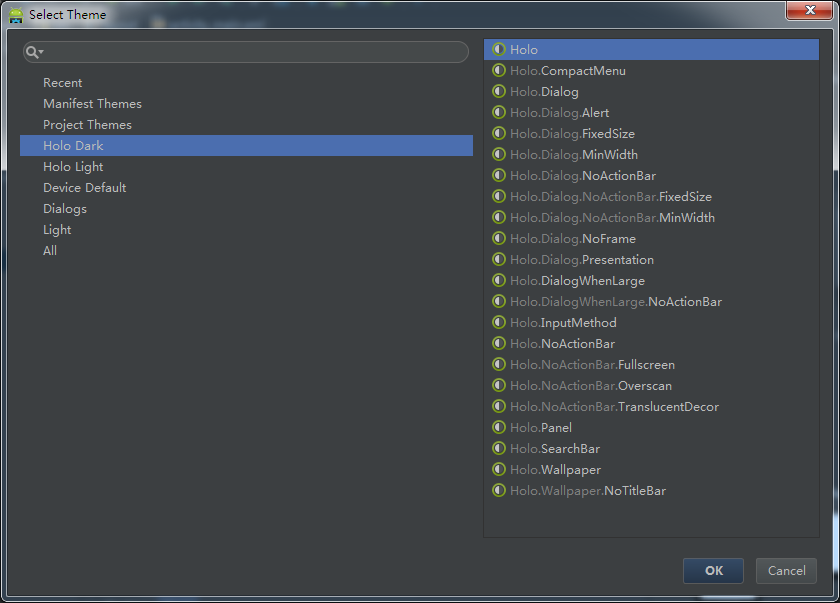 Select Theme
Recent
Manifest Themes
Project Themes
Holo Dark
Holo Light
Device Default
Dialogs
Light
All
Holo
Holo.CompactMenu
Holo.Dialog
Holo.Dialog.Alert
Holo.Dialog.FixedSize
Holo.Dialog.MinWidth
Holo.Dialog.NoActionBar
Holo.Dialog.NoActionBar.FixedSize
Holo.Dialog.NoActionBar.MinWidth
Holo.Dialog.NoFrame
Holo.Dialog.Presentation
Holo.DialogWhenLarge
Holo.DialogWhenLarge.NoActionBar
Holo.InputMethod
Holo.NoActionBar
Holo.NoActionBar.Fullscreen
Holo.NoActionBar.Overscan
Holo.NoActionBar.TranslucentDecor
Holo.Panel
Holo.SearchBar
Holo.Wallpaper
Holo.Wallpaper.NoTitleBar
OK
Cancel